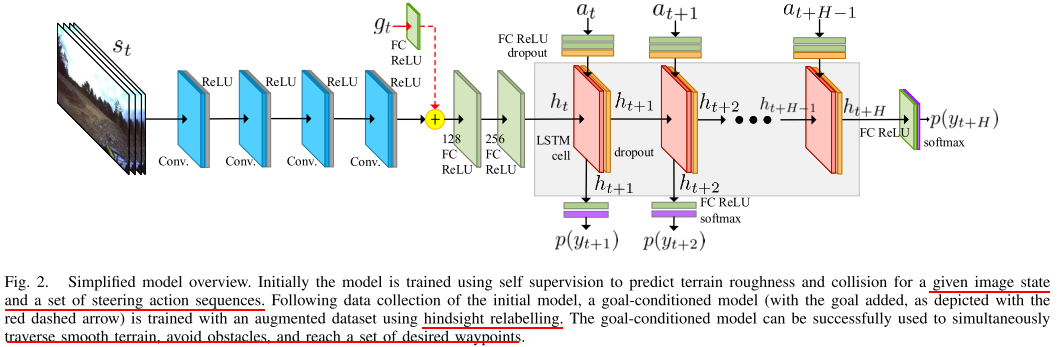 s_t
g_t
FC
ReLU
a_t
a_{t+1}
a_{t+H-1}
FC ReLU
dropout
ReLU
ReLU
ReLU
ReLU
Conv.
Conv.
Conv.
Conv.
+
128
FC
ReLU
256
FC
ReLU
h_t
LSTM
cell
h_{t+1}
dropout
h_{t+2}
h_{t+H-1}
h_{t+H}
FC ReLU
softmax
p(y_{t+H})
h_{t+1}
h_{t+2}
FC ReLU
softmax
p(y_{t+1})
p(y_{t+2})
Fig. 2. Simplified model overview. Initially the model is trained using self supervision to predict terrain roughness and collision for a given image state
and a set of steering action sequences. Following data collection of the initial model, a goal-conditioned model (with the goal added, as depicted with the
red dashed arrow) is trained with an augmented dataset using hindsight relabelling. The goal-conditioned model can be successfully used to simultaneously
traverse smooth terrain, avoid obstacles, and reach a set of desired waypoints.